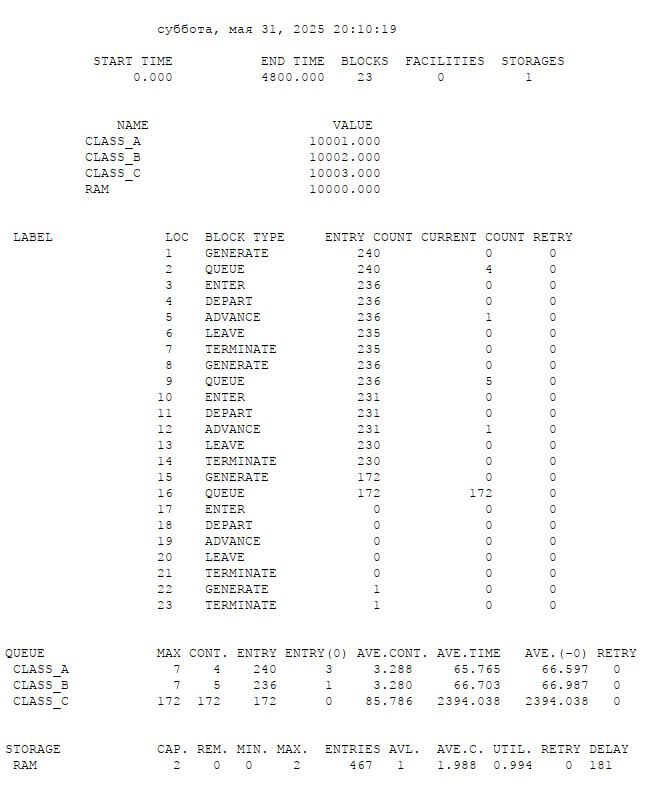 суббота, мая 31, 2025 20:10:19
START TIME END TIME BLOCKS FACILITIES STORAGES
0.000 4800.000 23 0 1
NAME VALUE
CLASS_A 10001.000
CLASS_B 10002.000
CLASS_C 10003.000
RAM 10000.000
LABEL LOC BLOCK TYPE ENTRY COUNT CURRENT COUNT RETRY
1 GENERATE 240 0 0
2 QUEUE 240 4 0
3 ENTER 236 0 0
4 DEPART 236 0 0
5 ADVANCE 236 1 0
6 LEAVE 235 0 0
7 TERMINATE 235 0 0
8 GENERATE 236 0 0
9 QUEUE 236 5 0
10 ENTER 231 0 0
11 DEPART 231 0 0
12 ADVANCE 231 1 0
13 LEAVE 230 0 0
14 TERMINATE 230 0 0
15 GENERATE 172 0 0
16 QUEUE 172 172 0
17 ENTER 0 0 0
18 DEPART 0 0 0
19 ADVANCE 0 0 0
20 LEAVE 0 0 0
21 TERMINATE 0 0 0
22 GENERATE 1 0 0
23 TERMINATE 1 0 0
QUEUE MAX CONT. ENTRY ENTRY(0) AVE.CONT. AVE.TIME AVE.(-0) RETRY
CLASS_A 7 4 240 3 3.288 65.765 66.597 0
CLASS_B 7 5 236 1 3.280 66.703 66.987 0
CLASS_C 172 172 172 0 85.786 2394.038 2394.038 0
STORAGE CAP. REM. MIN. MAX. ENTRIES AVL. AVE.C. UTIL. RETRY DELAY
RAM 2 0 0 2 467 1 1.988 0.994 0 181